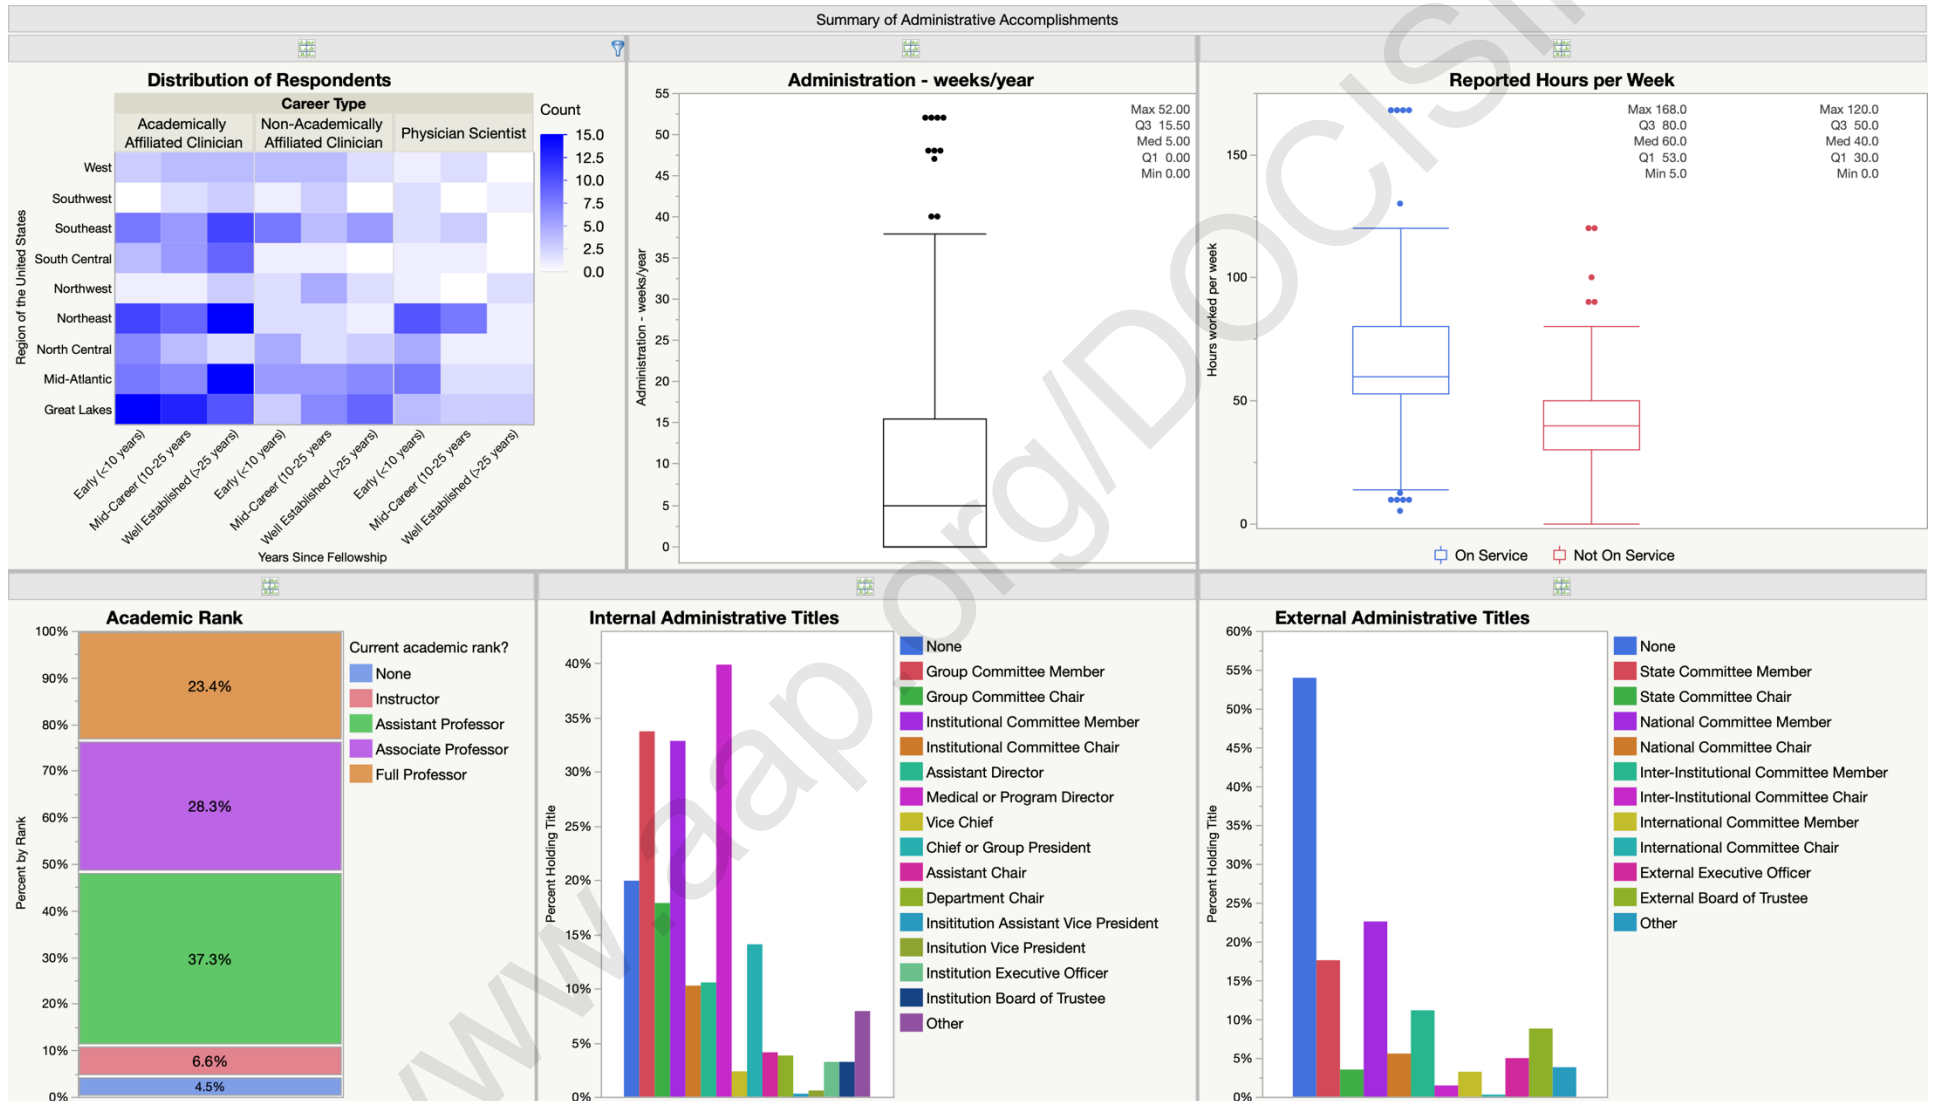 Summary of Administrative Accomplishments
Distribution of Respondents
Career Type
Academically Affiliated Clinician
Non-Academically Affiliated Clinician
Physician Scientist
Count
15.0
12.5
10.0
7.5
5.0
2.5
0.0
Region of the United States
West
Southwest
Southeast
South Central
Northwest
Northeast
North Central
Mid-Atlantic
Great Lakes
Early (<10 years)
Mid-Career (10-25 years
Well Established (>25 years)
Early (<10 years)
Mid-Career (10-25 years
Well Established (>25 years)
Early (<10 years)
Mid-Career (10-25 years
Well Established (>25 years)
Years Since Fellowship
Administration - weeks/year
Administration - weeks/year
55
50
45
40
35
30
25
20
15
10
5
0
Max 52.00
Q3 15.50
Med 5.00
Q1 0.00
Min 0.00
Reported Hours per Week
Hours worked per week
150
100
50
0
Max 168.0
Q3 80.0
Med 60.0
Q1 53.0
Min 5.0
Max 120.0
Q3 50.0
Med 40.0
Q1 30.0
Min 0.0
On Service
Not On Service
Academic Rank
Percent by Rank
100%
90%
80%
70%
60%
50%
40%
30%
20%
10%
0%
23.4%
28.3%
37.3%
6.6%
4.5%
Current academic rank?
None
Instructor
Assistant Professor
Associate Professor
Full Professor
Internal Administrative Titles
Percent Holding Title
40%
35%
30%
25%
20%
15%
10%
5%
0%
None
Group Committee Member
Group Committee Chair
Institutional Committee Member
Institutional Committee Chair
Assistant Director
Medical or Program Director
Vice Chief
Chief or Group President
Assistant Chair
Department Chair
Insititution Assistant Vice President
Insitution Vice President
Institution Executive Officer
Institution Board of Trustee
Other
External Administrative Titles
Percent Holding Title
60%
55%
50%
45%
40%
35%
30%
25%
20%
15%
10%
5%
0%
None
State Committee Member
State Committee Chair
National Committee Member
National Committee Chair
Inter-Institutional Committee Member
Inter-Institutional Committee Chair
International Committee Member
International Committee Chair
External Executive Officer
External Board of Trustee
Other
www.aap.org/DOCISI